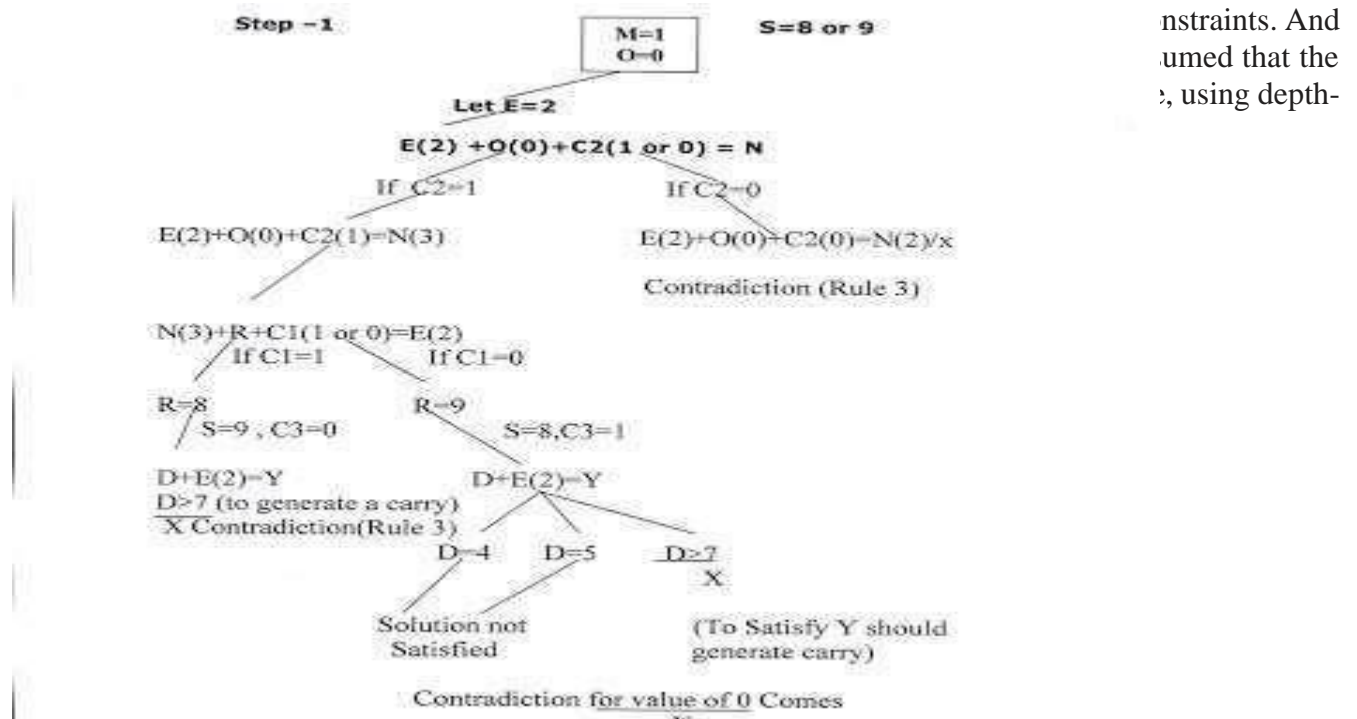 Step -1
M=1
O=0
S=8 or 9
nstraints. And
umed that the
, using depth-
Let E=2
E(2) +O(0)+C2(1 or 0) = N
If C2=1
If C2=0
E(2)+O(0)+C2(1)=N(3)
E(2)+O(0)+C2(0)=N(2)/x
Contradiction (Rule 3)
N(3)+R+C1(1 or 0)=E(2)
If C1=1
If C1=0
R=8
R=9
S=9 , C3=0
S=8,C3=1
D+E(2)=Y
D+E(2)=Y
D>7 (to generate a carry)
X Contradiction(Rule 3)
D=4
D=5
D>7
X
Solution not
Satisfied
(To Satisfy Y should
generate carry)
Contradiction for value of 0 Comes